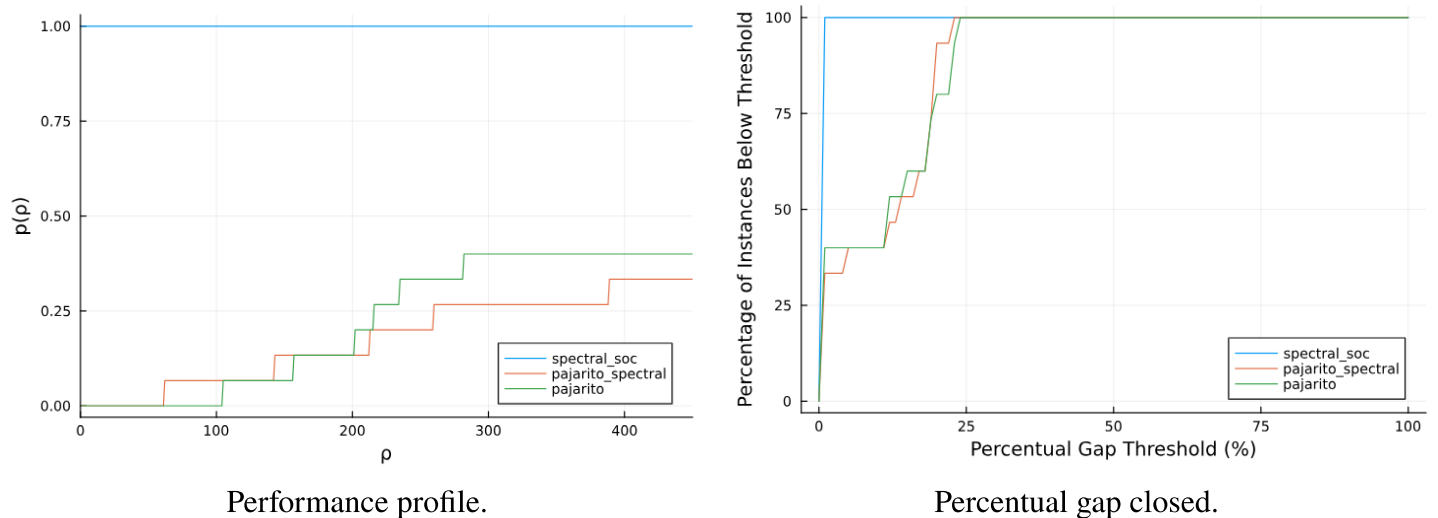 p(ρ)
1.00
0.75
0.50
0.25
0.00
0
100
200
300
400
ρ
spectral_soc
pajarito_spectral
pajarito
Performance profile.
Percentage of Instances Below Threshold
100
75
50
25
0
0
25
50
75
100
Percentual Gap Threshold (%)
spectral_soc
pajarito_spectral
pajarito
Percentual gap closed.